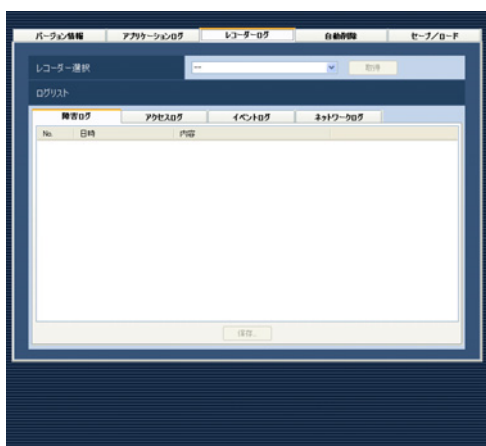 バージョン情報 アプリケーションログ レコーダーログ 自動削除 セーブ／ロード
レコーダー選択 -- 取得
ログリスト
障害ログ アクセスログ イベントログ ネットワークログ
No. 日時 内容
保存...